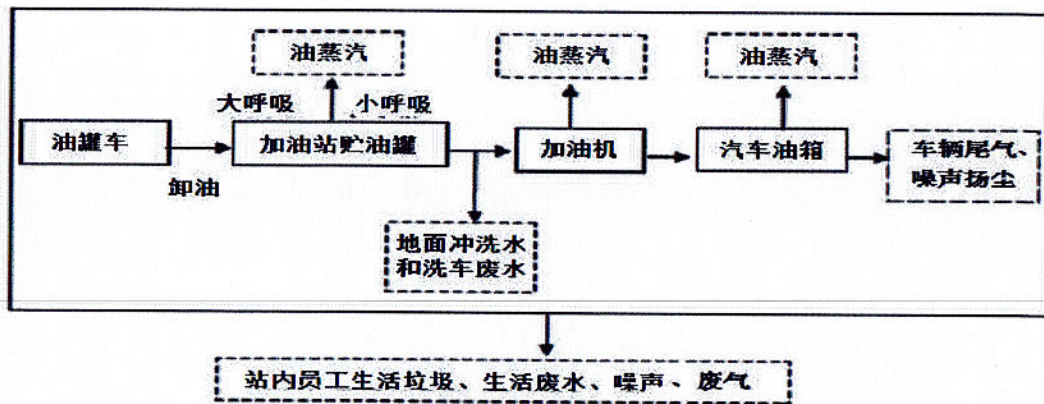 油蒸汽
油蒸汽
油蒸汽
大呼吸
小呼吸
油罐车
加油站贮油罐
加油机
汽车油箱
车辆尾气、
噪声扬尘
卸油
地面冲洗水
和洗车废水
站内员工生活垃圾、生活废水、噪声、废气